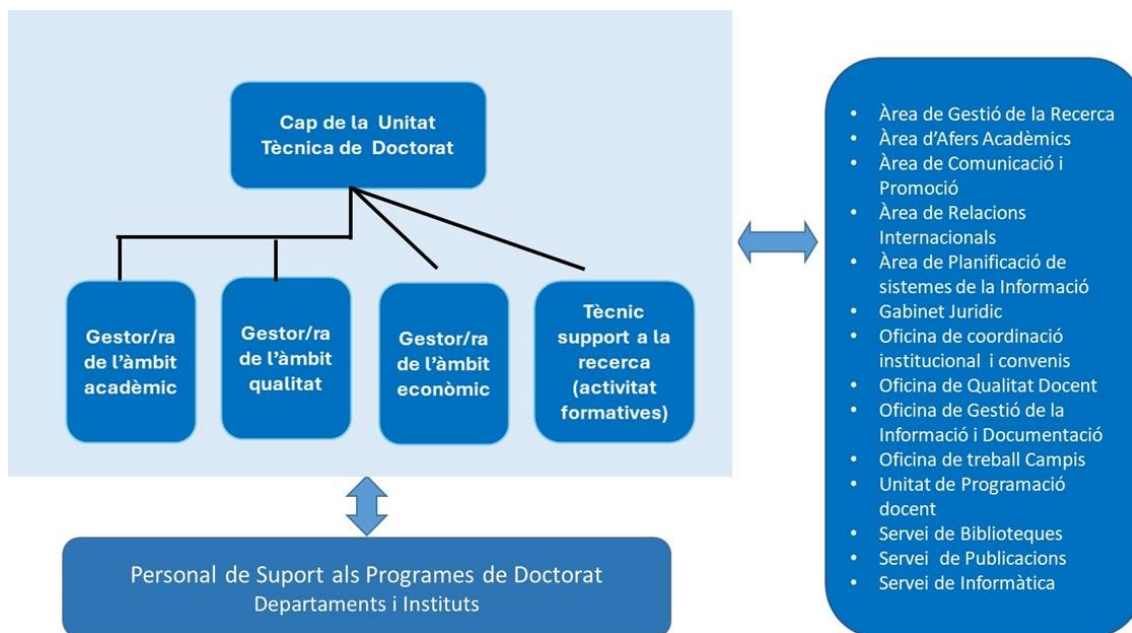 Cap de la Unitat
Tècnica de Doctorat
Gestor/ra
de l'àmbit
acadèmic
Gestor/ra
de l'àmbit
qualitat
Gestor/ra
de l'àmbit
econòmic
Tècnic
support a la
recerca
(activitat
formatives)
Personal de Suport als Programes de Doctorat
Departaments i Instituts
• Àrea de Gestió de la Recerca
• Àrea d'Afers Acadèmics
• Àrea de Comunicació i
Promoció
• Àrea de Relacions
Internacionals
• Àrea de Planificació de
sistemes de la Informació
• Gabinet Juridic
• Oficina de coordinació
institucional i convenis
• Oficina de Qualitat Docent
• Oficina de Gestió de la
Informació i Documentació
• Oficina de treball Campis
• Unitat de Programació
docent
• Servei de Biblioteques
• Servei de Publicacions
• Servei de Informàtica